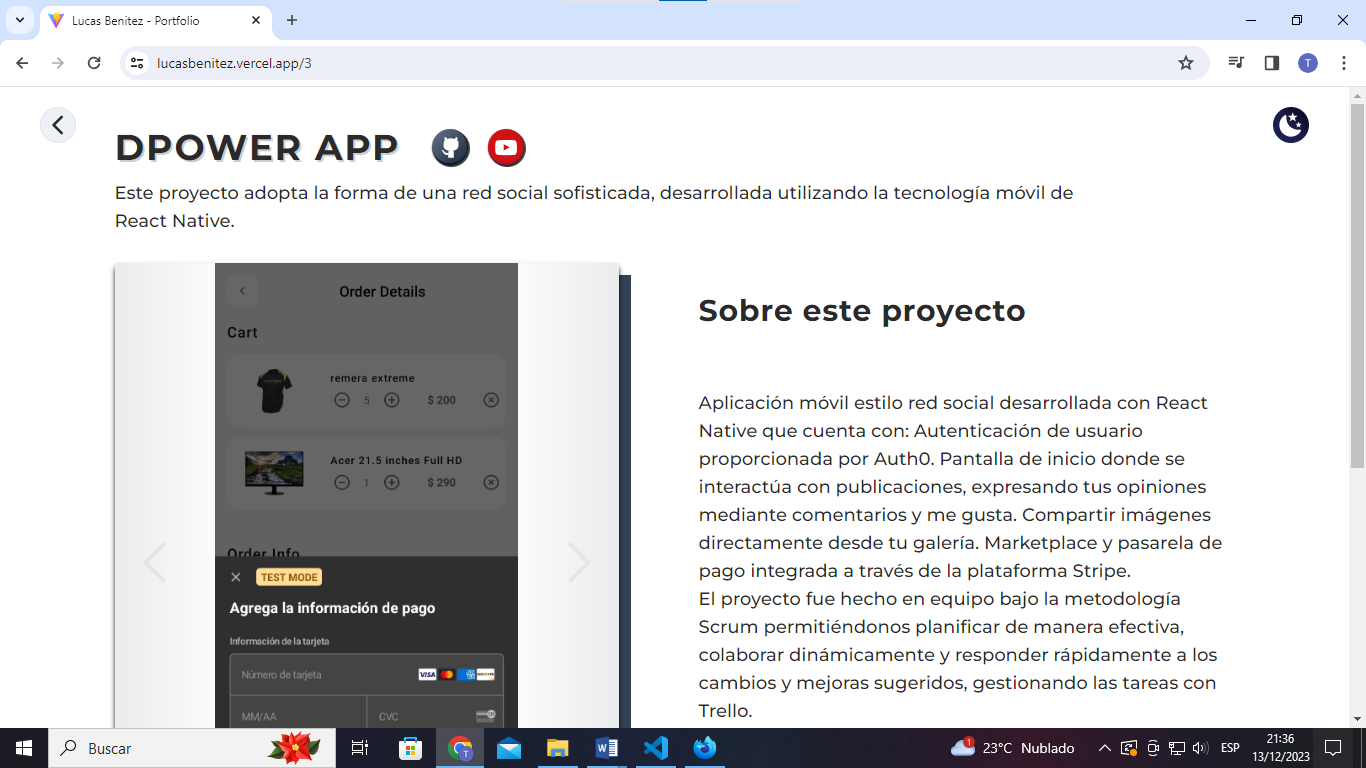 Lucas Benitez - Portfolio
lucasbenitez.vercel.app/3
T
DPOWER APP
Este proyecto adopta la forma de una red social sofisticada, desarrollada utilizando la tecnología móvil de
React Native.
Order Details
Cart
remera extreme
5
$ 200
Acer 21.5 inches Full HD
1
$ 290
Order Info
TEST MODE
Agrega la información de pago
Información de la tarjeta
Número de tarjeta
VISA
MM/AA
CVC
Sobre este proyecto
Aplicación móvil estilo red social desarrollada con React
Native que cuenta con: Autenticación de usuario
proporcionada por Auth0. Pantalla de inicio donde se
interactúa con publicaciones, expresando tus opiniones
mediante comentarios y me gusta. Compartir imágenes
directamente desde tu galería. Marketplace y pasarela de
pago integrada a través de la plataforma Stripe.
El proyecto fue hecho en equipo bajo la metodología
Scrum permitiéndonos planificar de manera efectiva,
colaborar dinámicamente y responder rápidamente a los
cambios y mejoras sugeridos, gestionando las tareas con
Trello.
Buscar
T
W
1
23°C Nublado
ESP
21:36
13/12/2023